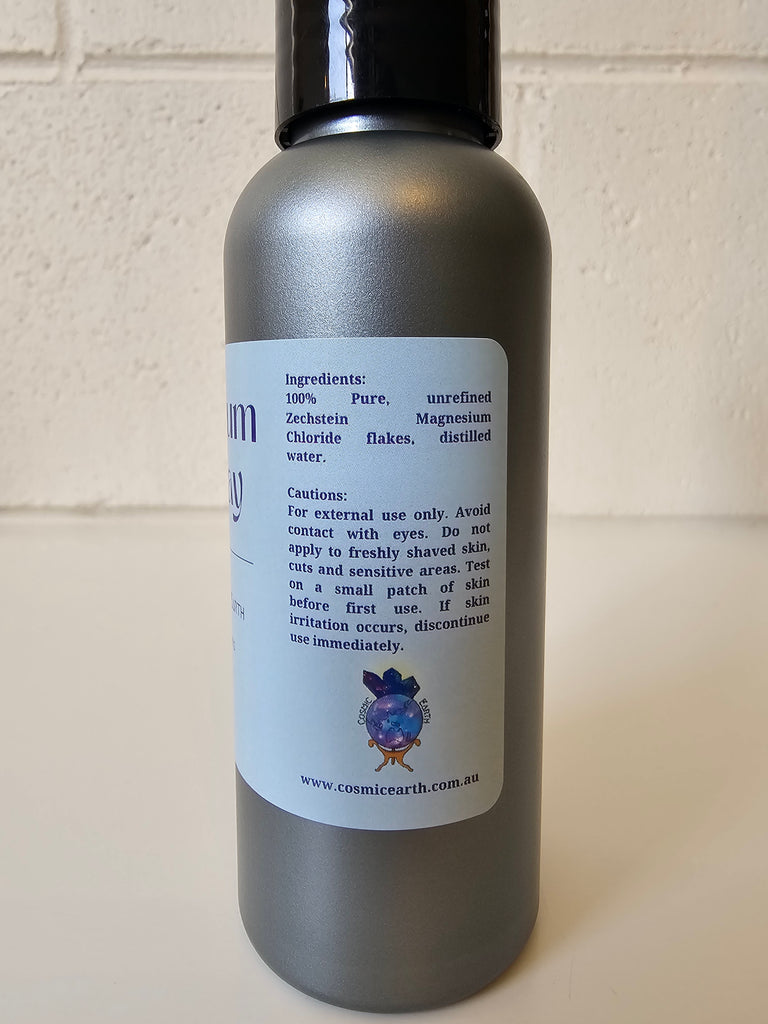 Ingredients:
100% Pure, unrefined
Zechstein Magnesium
Chloride flakes, distilled
water.
Cautions:
For external use only. Avoid
contact with eyes. Do not
apply to freshly shaved skin,
cuts and sensitive areas. Test
on a small patch of skin
before first use. If skin
irritation occurs, discontinue
use immediately.
COSMIC EARTH
www.cosmicearth.com.au